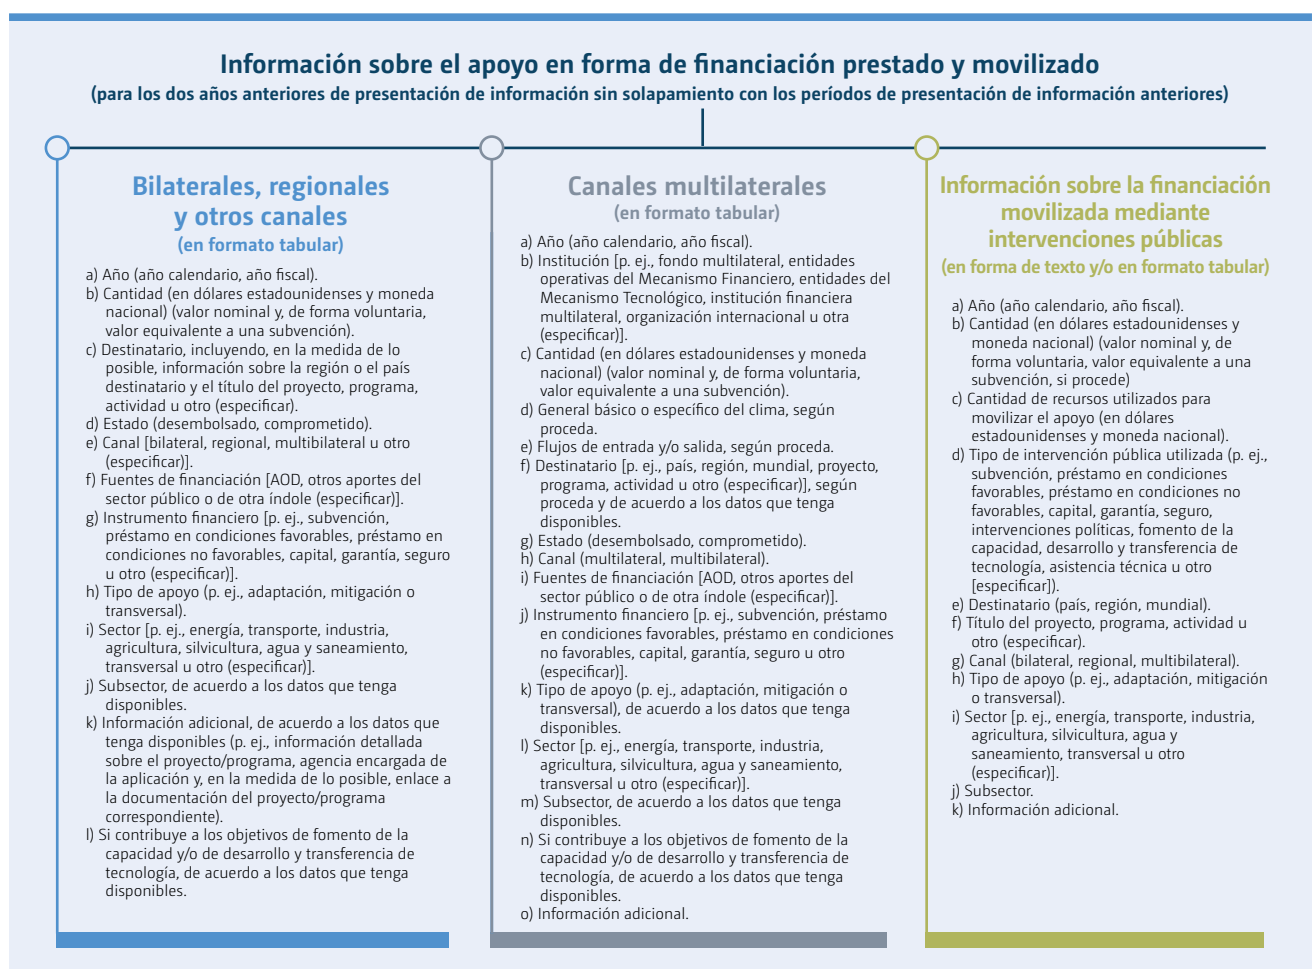 Información sobre el apoyo en forma de financiación prestado y movilizado
(para los dos años anteriores de presentación de información sin solapamiento con los períodos de presentación de información anteriores)
Bilaterales, regionales
y otros canales
(en formato tabular)
a) Año (año calendario, año fiscal).
b) Cantidad (en dólares estadounidenses y moneda
nacional) (valor nominal y, de forma voluntaria,
valor equivalente a una subvención).
c) Destinatario, incluyendo, en la medida de lo
posible, información sobre la región o el país
destinatario y el título del proyecto, programa,
actividad u otro (especificar).
d) Estado (desembolsado, comprometido).
e) Canal [bilateral, regional, multibilateral u otro
(especificar)].
f) Fuentes de financiación [AOD, otros aportes del
sector público o de otra índole (especificar)].
g) Instrumento financiero [p. ej., subvención,
préstamo en condiciones favorables, préstamo en
condiciones no favorables, capital, garantía, seguro
u otro (especificar)].
h) Tipo de apoyo (p. ej., adaptación, mitigación o
transversal).
i) Sector [p. ej., energía, transporte, industria,
agricultura, silvicultura, agua y saneamiento,
transversal u otro (especificar)].
j) Subsector, de acuerdo a los datos que tenga
disponibles.
k) Información adicional, de acuerdo a los datos que
tenga disponibles (p. ej., información detallada
sobre el proyecto/programa, agencia encargada de
la aplicación y, en la medida de lo posible, enlace a
la documentación del proyecto/programa
correspondiente).
l) Si contribuye a los objetivos de fomento de la
capacidad y/o de desarrollo y transferencia de
tecnología, de acuerdo a los datos que tenga
disponibles.
Canales multilaterales
(en formato tabular)
a) Año (año calendario, año fiscal).
b) Institución [p. ej., fondo multilateral, entidades
operativas del Mecanismo Financiero, entidades del
Mecanismo Tecnológico, institución financiera
multilateral, organización internacional u otra
(especificar)].
c) Cantidad (en dólares estadounidenses y moneda
nacional) (valor nominal y, de forma voluntaria,
valor equivalente a una subvención).
d) General básico o específico del clima, según
proceda.
e) Flujos de entrada y/o salida, según proceda.
f) Destinatario [p. ej., país, región, mundial, proyecto,
programa, actividad u otro (especificar)], según
proceda y de acuerdo a los datos que tenga
disponibles.
g) Estado (desembolsado, comprometido).
h) Canal (multilateral, multibilateral).
i) Fuentes de financiación [AOD, otros aportes del
sector público o de otra índole (especificar)].
j) Instrumento financiero [p. ej., subvención, préstamo
en condiciones favorables, préstamo en condiciones
no favorables, capital, garantía, seguro u otro
(especificar)].
k) Tipo de apoyo (p. ej., adaptación, mitigación o
transversal), de acuerdo a los datos que tenga
disponibles.
l) Sector [p. ej., energía, transporte, industria,
agricultura, silvicultura, agua y saneamiento,
transversal u otro (especificar)].
m) Subsector, de acuerdo a los datos que tenga
disponibles.
n) Si contribuye a los objetivos de fomento de la
capacidad y/o de desarrollo y transferencia de
tecnología, de acuerdo a los datos que tenga
disponibles.
o) Información adicional.
Información sobre la financiación
movilizada mediante
intervenciones públicas
(en forma de texto y/o en formato tabular)
a) Año (año calendario, año fiscal).
b) Cantidad (en dólares estadounidenses y
moneda nacional) (valor nominal y, de
forma voluntaria, valor equivalente a una
subvención, si procede)
c) Cantidad de recursos utilizados para
movilizar el apoyo (en dólares
estadounidenses y moneda nacional).
d) Tipo de intervención pública utilizada (p. ej.,
subvención, préstamo en condiciones
favorables, préstamo en condiciones no
favorables, capital, garantía, seguro,
intervenciones políticas, fomento de la
capacidad, desarrollo y transferencia de
tecnología, asistencia técnica u otro
[especificar]).
e) Destinatario (país, región, mundial).
f) Título del proyecto, programa, actividad u
otro (especificar).
g) Canal (bilateral, regional, multibilateral).
h) Tipo de apoyo (p. ej., adaptación, mitigación
o transversal).
i) Sector [p. ej., energía, transporte, industria,
agricultura, silvicultura, agua y
saneamiento, transversal u otro
(especificar)].
j) Subsector.
k) Información adicional.